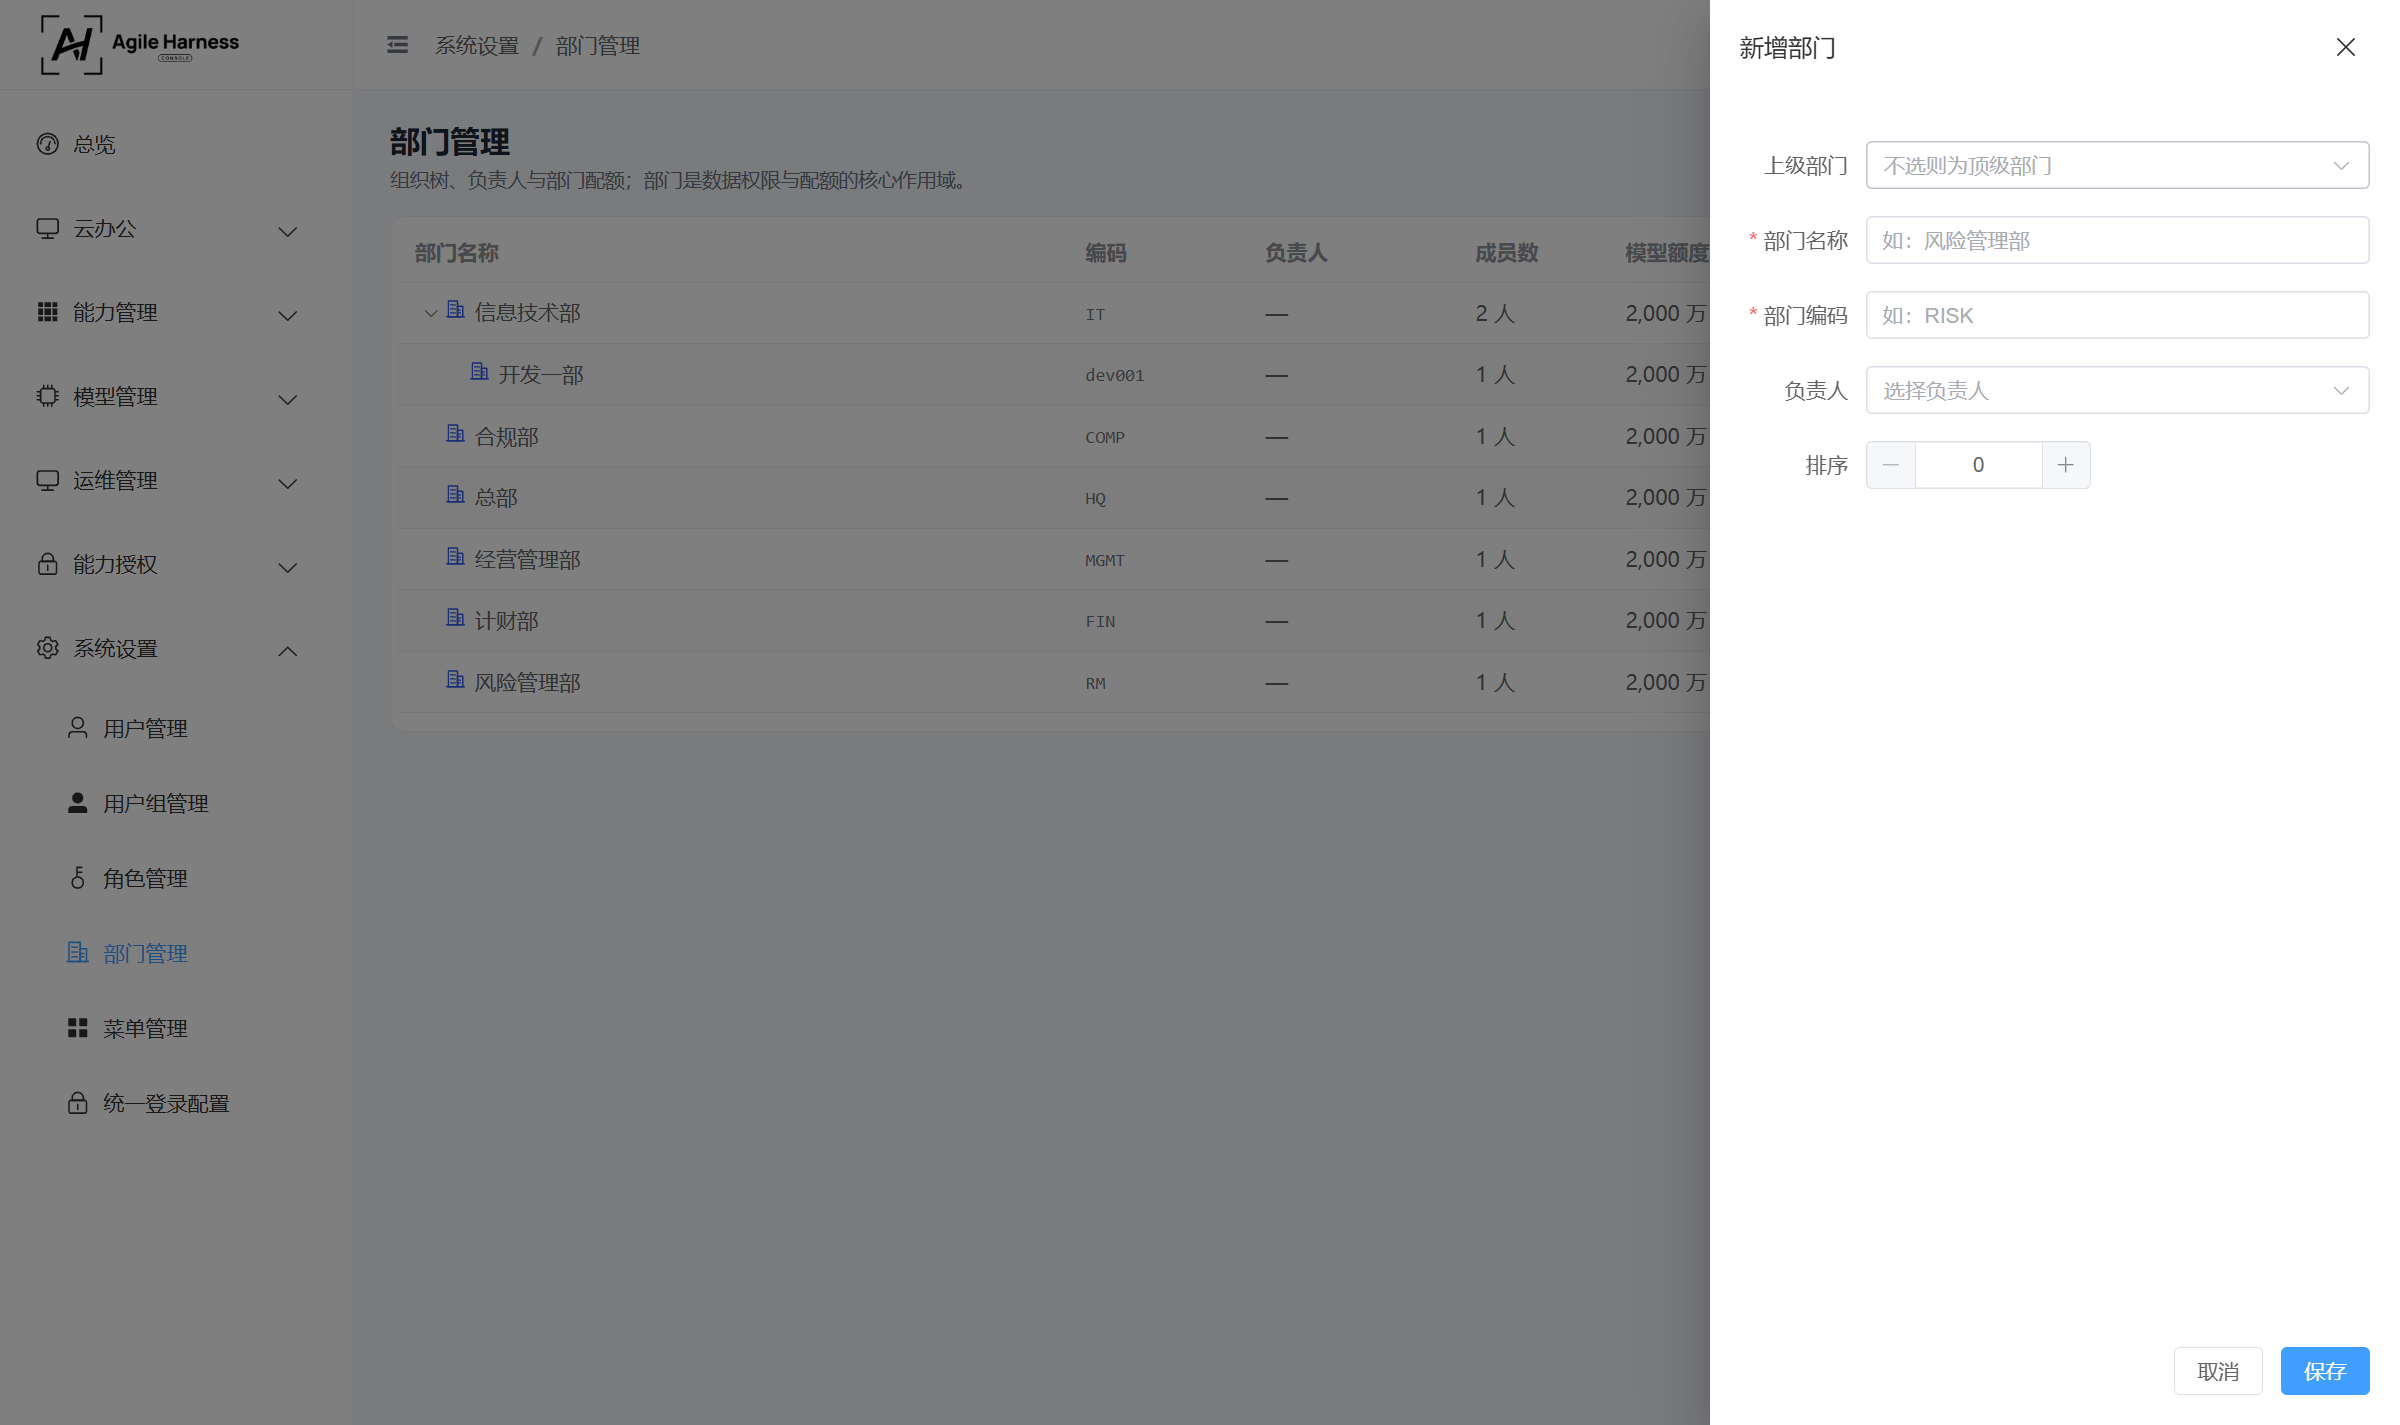 Agile Harness
CONSOLE
系统设置 / 部门管理
总览
云办公
能力管理
模型管理
运维管理
能力授权
系统设置
用户管理
用户组管理
角色管理
部门管理
菜单管理
统一登录配置
部门管理
组织树、负责人与部门配额；部门是数据权限与配额的核心作用域。
部门名称 编码 负责人 成员数 模型额度
信息技术部 IT — 2 人 2,000 万
开发一部 dev001 — 1 人 2,000 万
合规部 COMP — 1 人 2,000 万
总部 HQ — 1 人 2,000 万
经营管理部 MGMT — 1 人 2,000 万
计财部 FIN — 1 人 2,000 万
风险管理部 RM — 1 人 2,000 万
新增部门
上级部门 不选则为顶级部门
* 部门名称 如：风险管理部
* 部门编码 如：RISK
负责人 选择负责人
排序 0
取消 保存